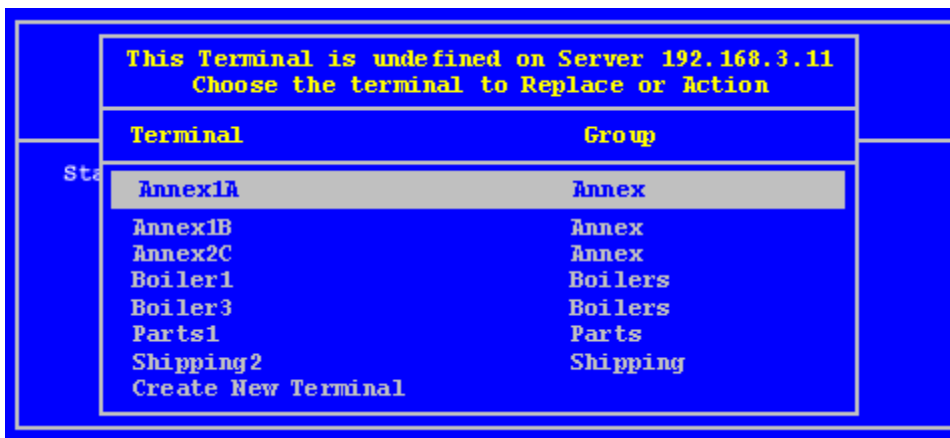 This Terminal is undefined on Server 192.168.3.11
Choose the terminal to Replace or Action
Terminal Group
Sta
Annex1A Annex
Annex1B Annex
Annex2C Annex
Boiler1 Boilers
Boiler3 Boilers
Parts1 Parts
Shipping2 Shipping
Create New Terminal